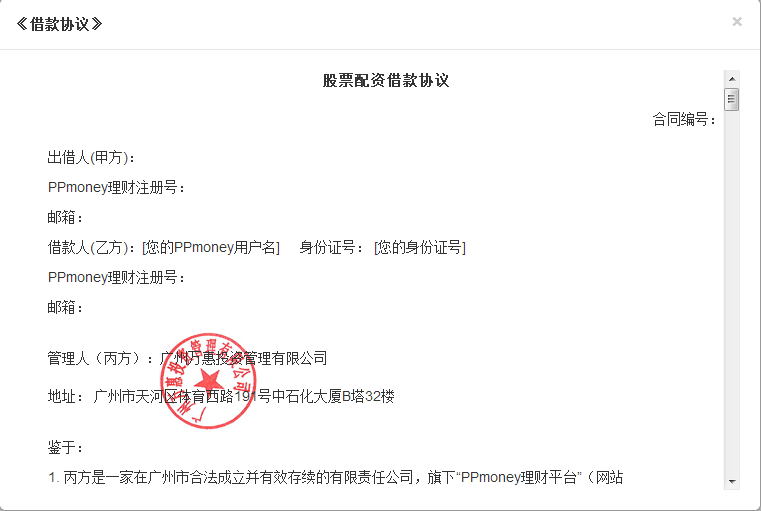 《借款协议》
×
股票配资借款协议
合同编号：
出借人(甲方)：
PPmoney理财注册号：
邮箱：
借款人(乙方)：[您的PPmoney用户名] 身份证号： [您的身份证号]
PPmoney理财注册号：
邮箱：
管理人（丙方）：广州万惠投资管理有限公司
广州万惠投资管理有限公司
地址： 广州市天河区体育西路191号中石化大厦B塔32楼
鉴于：
1. 丙方是一家在广州市合法成立并有效存续的有限责任公司，旗下“PPmoney理财平台”（网站